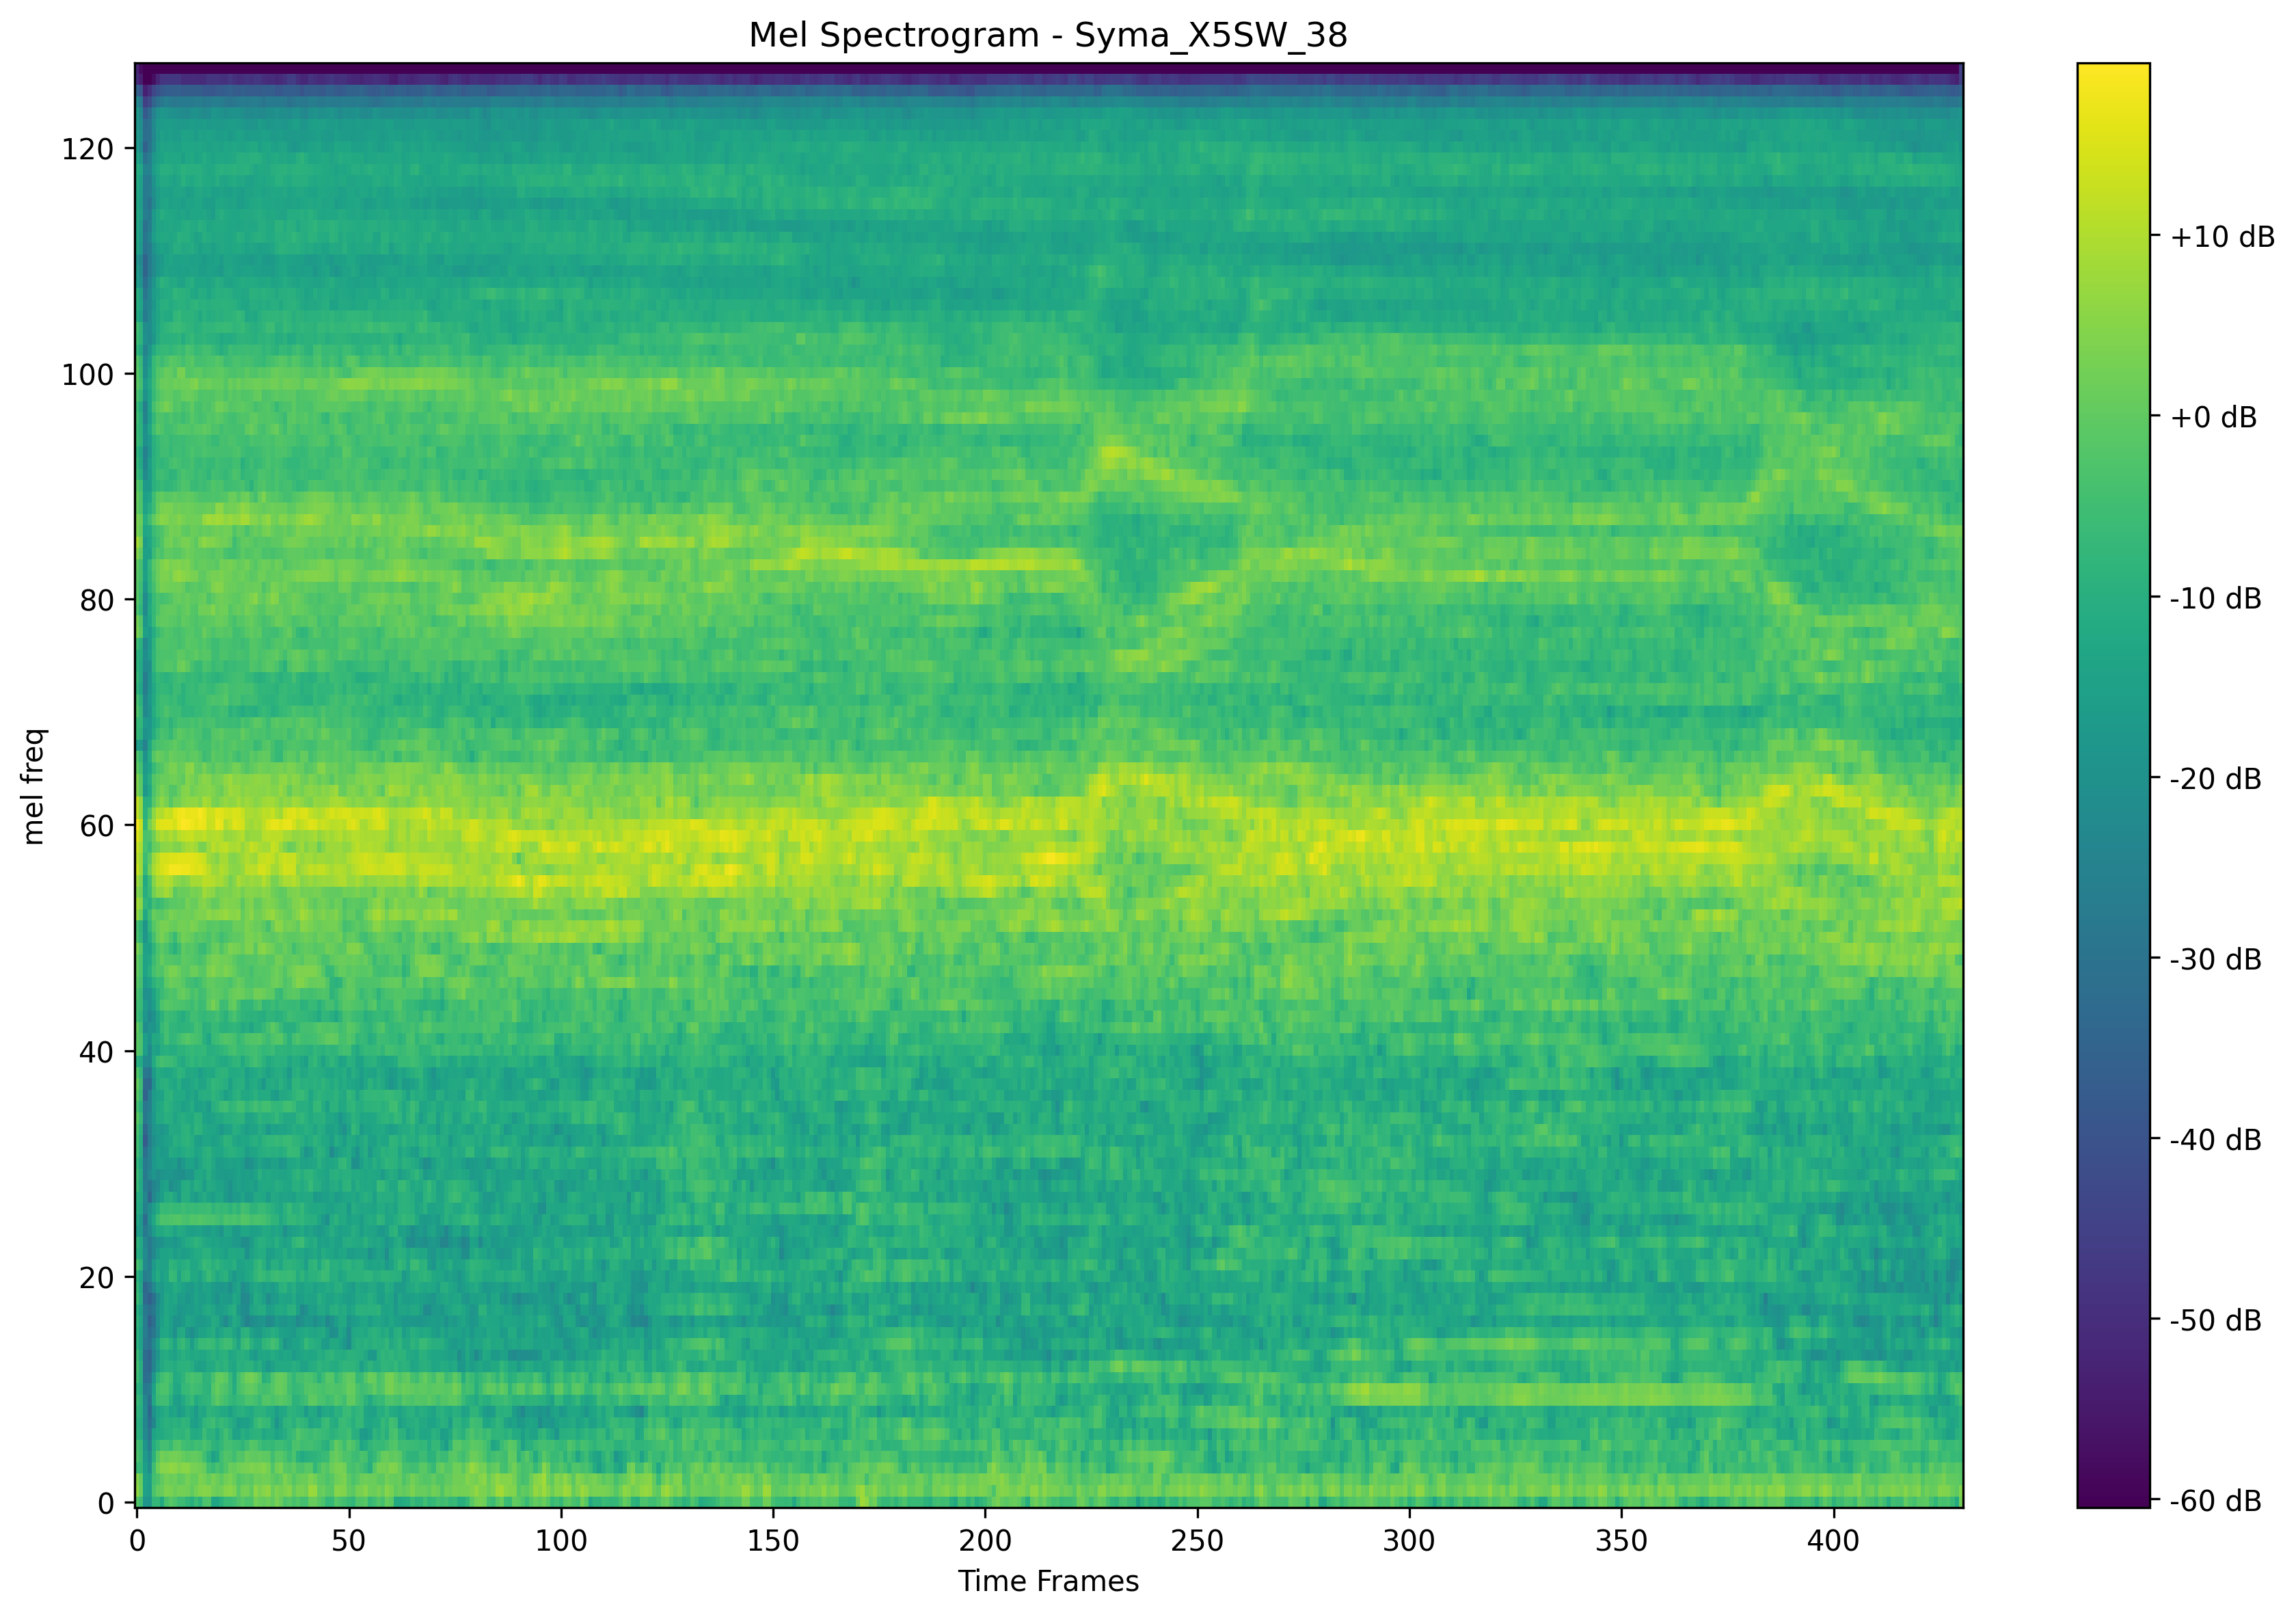 Mel Spectrogram - Syma_X5SW_38
mel freq
120
100
80
60
40
20
0
0 50 100 150 200 250 300 350 400
Time Frames
+10 dB
+0 dB
-10 dB
-20 dB
-30 dB
-40 dB
-50 dB
-60 dB